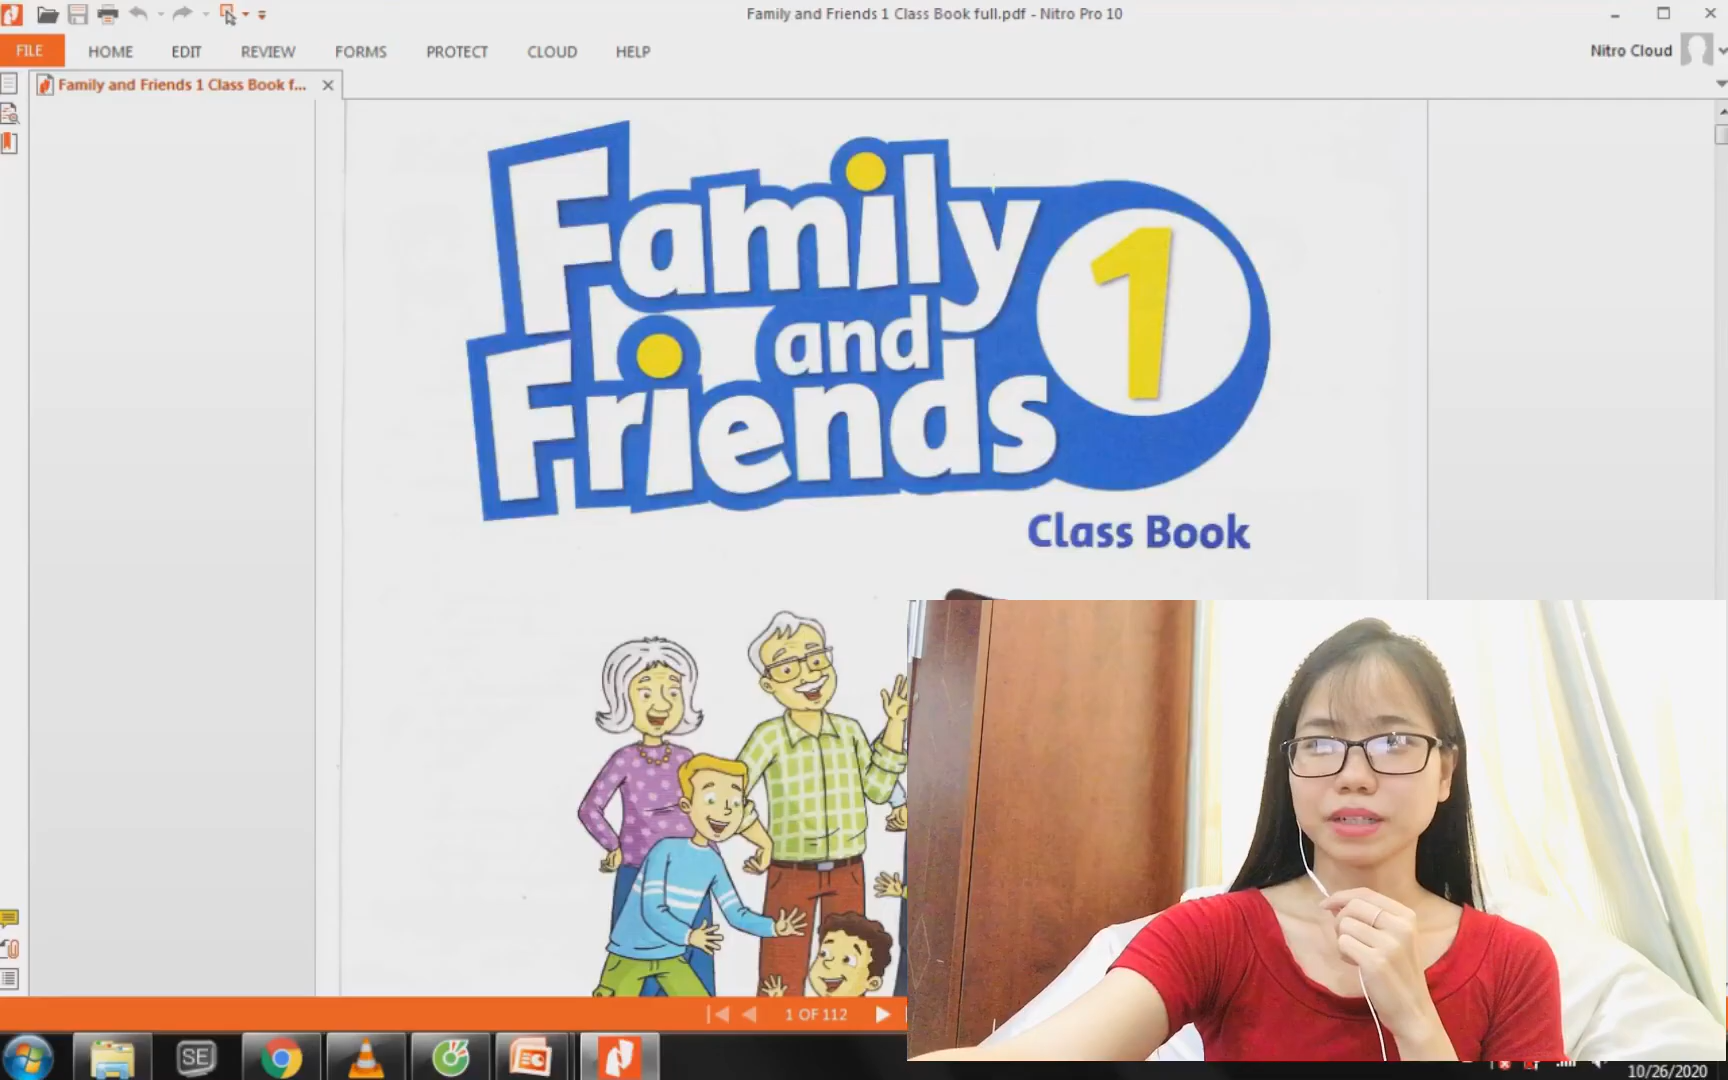 Family and Friends 1 Class Book full.pdf - Nitro Pro 10
FILE HOME EDIT REVIEW FORMS PROTECT CLOUD HELP Nitro Cloud
Family and Friends 1 Class Book f...
Family
and
Friends
1
Class Book
1 OF 112
SE
10/26/2020